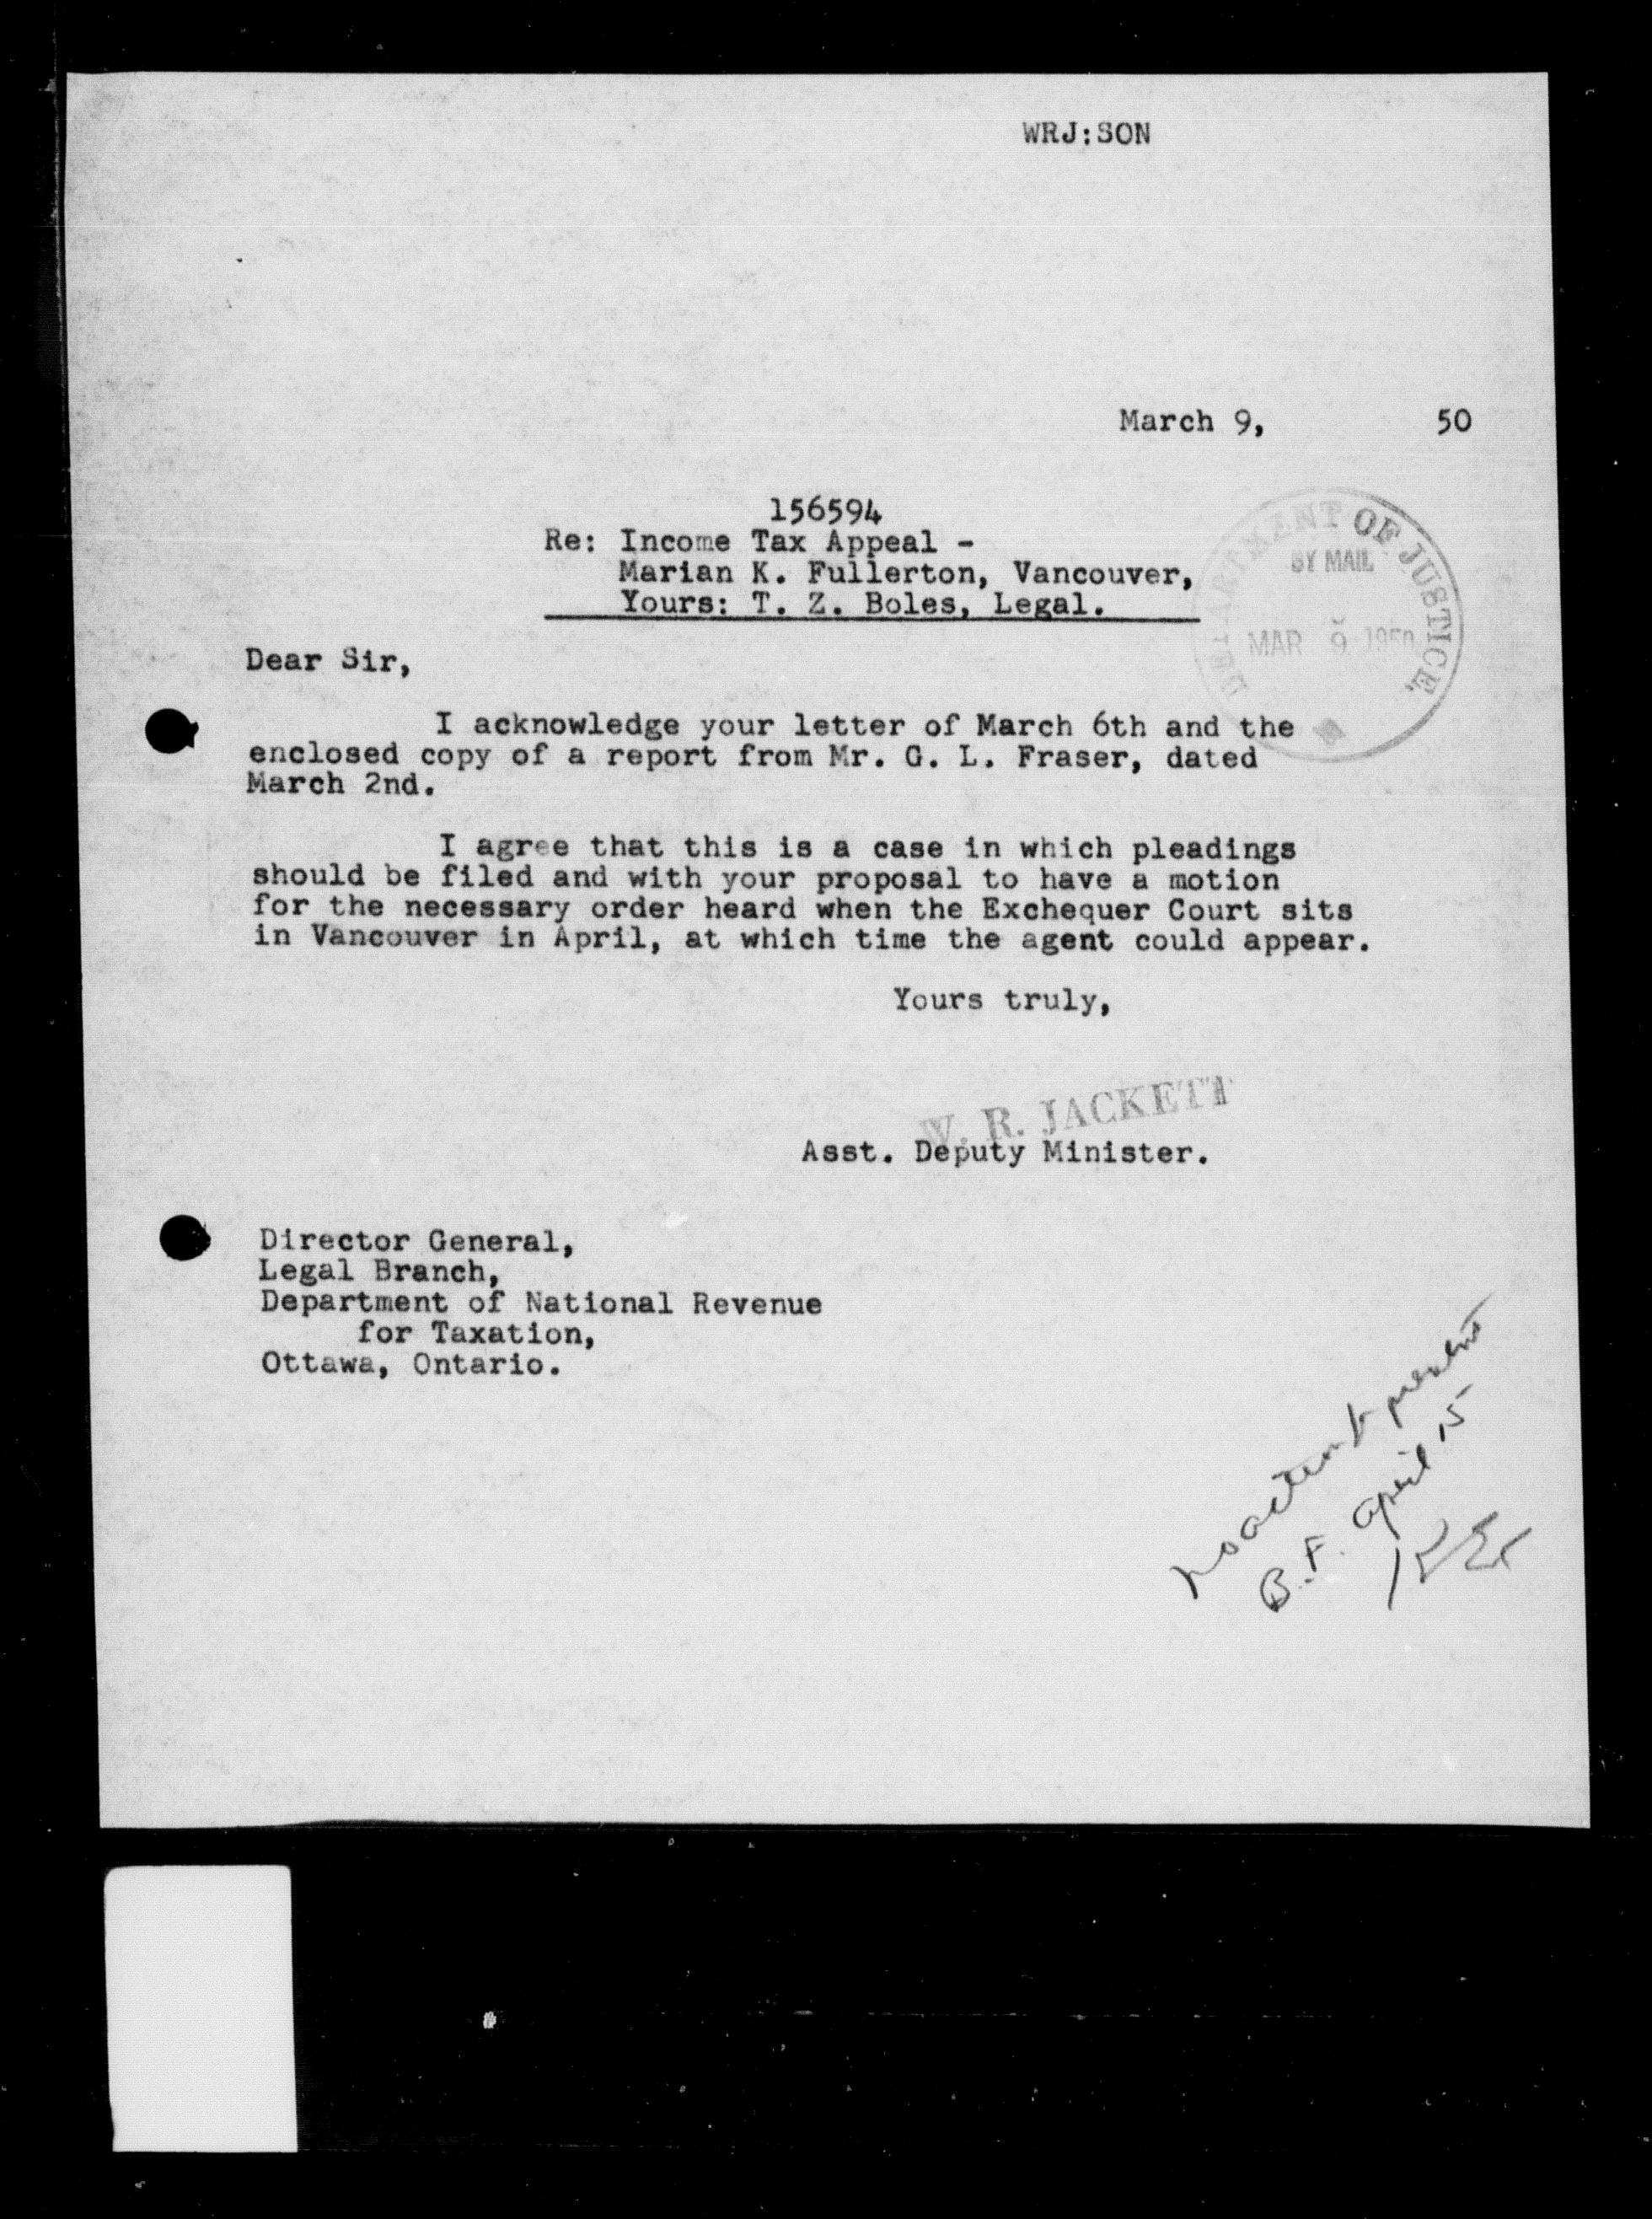 WRJ:SON
March 9, 50
156594
Re: Income Tax Appeal -
Marian K. Fullerton, Vancouver,
Yours: T. Z. Boles, Legal.
DEPARTMENT OF JUSTICE
BY MAIL
MAR 9 1950
Dear Sir,
I acknowledge your letter of March 6th and the
enclosed copy of a report from Mr. G. L. Fraser, dated
March 2nd.
I agree that this is a case in which pleadings
should be filed and with your proposal to have a motion
for the necessary order heard when the Exchequer Court sits
in Vancouver in April, at which time the agent could appear.
Yours truly,
W. R. JACKETT
Asst. Deputy Minister.
Director General,
Legal Branch,
Department of National Revenue
for Taxation,
Ottawa, Ontario.
No action at present
B.F. April 15